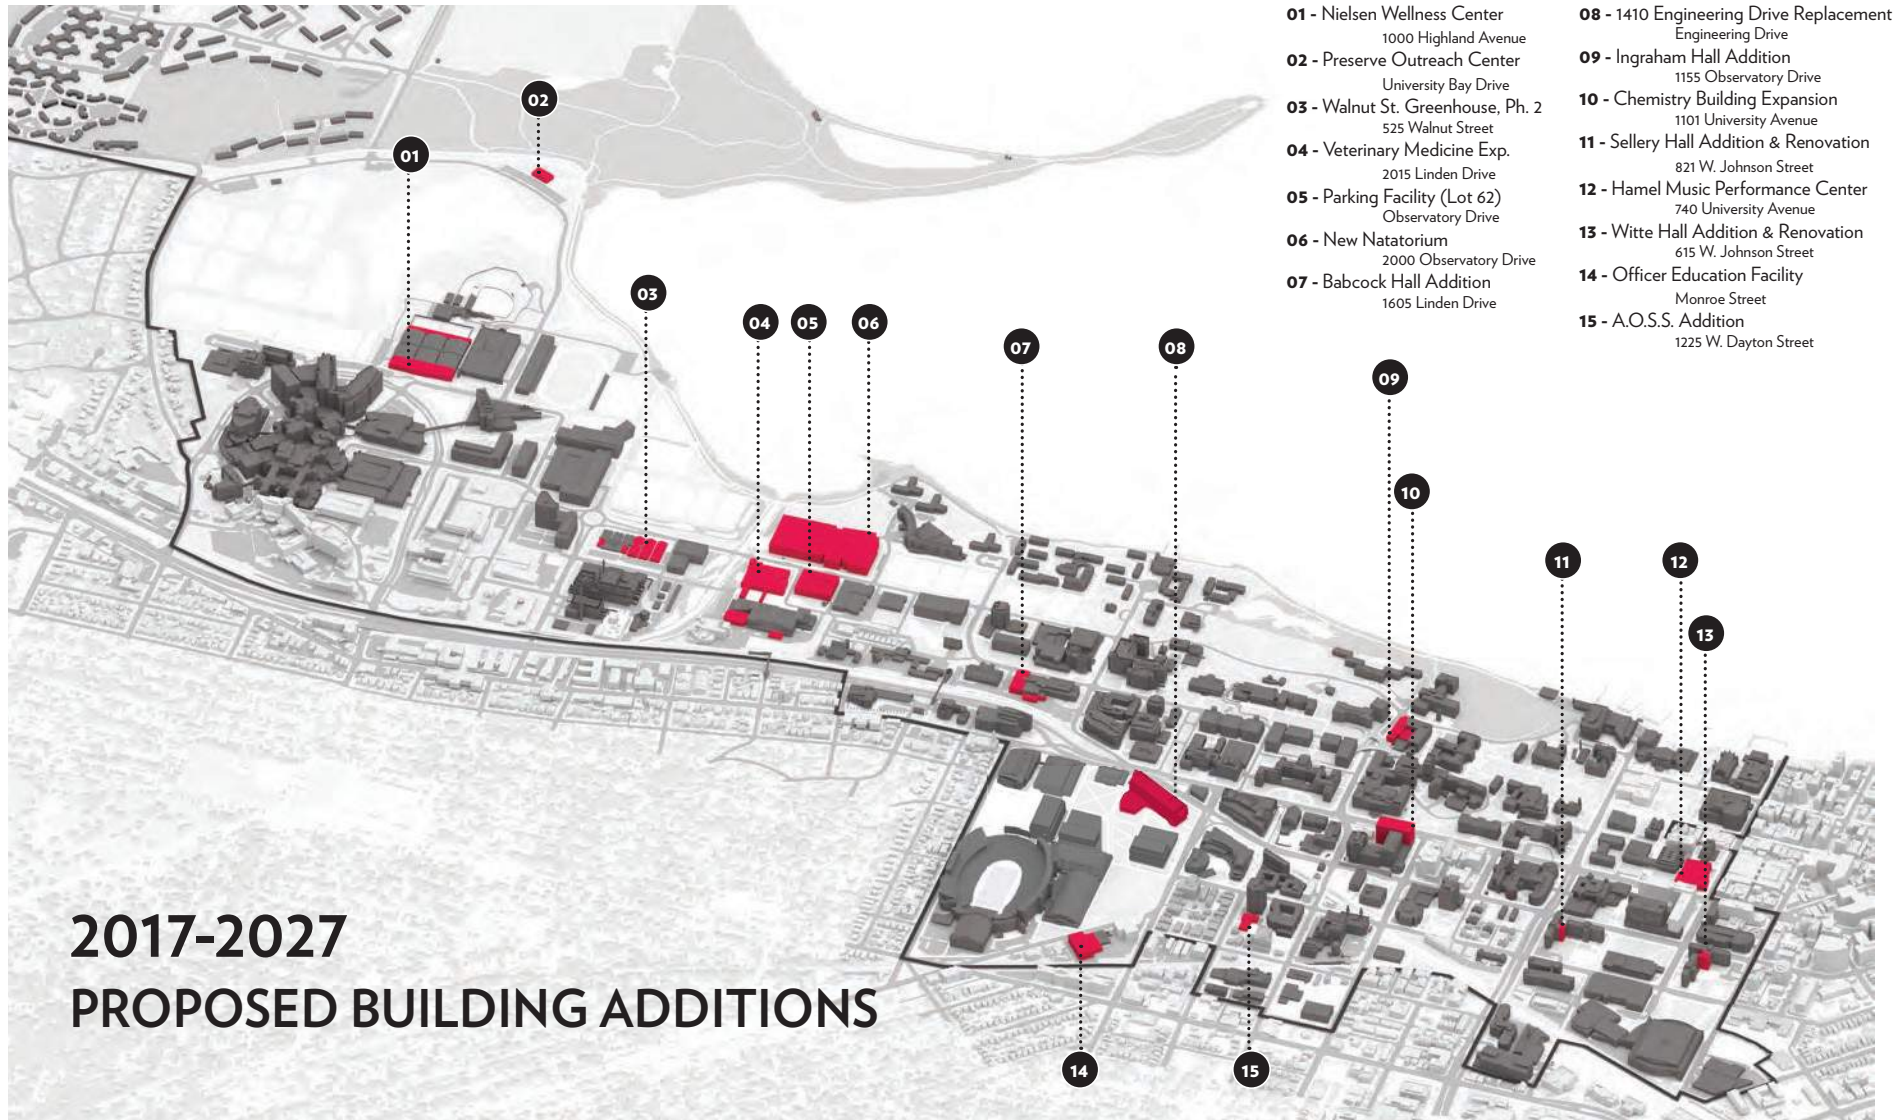 01 - Nielsen Wellness Center
1000 Highland Avenue
02 - Preserve Outreach Center
University Bay Drive
03 - Walnut St. Greenhouse, Ph. 2
525 Walnut Street
04 - Veterinary Medicine Exp.
2015 Linden Drive
05 - Parking Facility (Lot 62)
Observatory Drive
06 - New Natatorium
2000 Observatory Drive
07 - Babcock Hall Addition
1605 Linden Drive
08 - 1410 Engineering Drive Replacement
Engineering Drive
09 - Ingraham Hall Addition
1155 Observatory Drive
10 - Chemistry Building Expansion
1101 University Avenue
11 - Sellery Hall Addition & Renovation
821 W. Johnson Street
12 - Hamel Music Performance Center
740 University Avenue
13 - Witte Hall Addition & Renovation
615 W. Johnson Street
14 - Officer Education Facility
Monroe Street
15 - A.O.S.S. Addition
1225 W. Dayton Street
02
01
03
04
05
06
07
08
09
10
11
12
13
14
15
2017-2027
PROPOSED BUILDING ADDITIONS